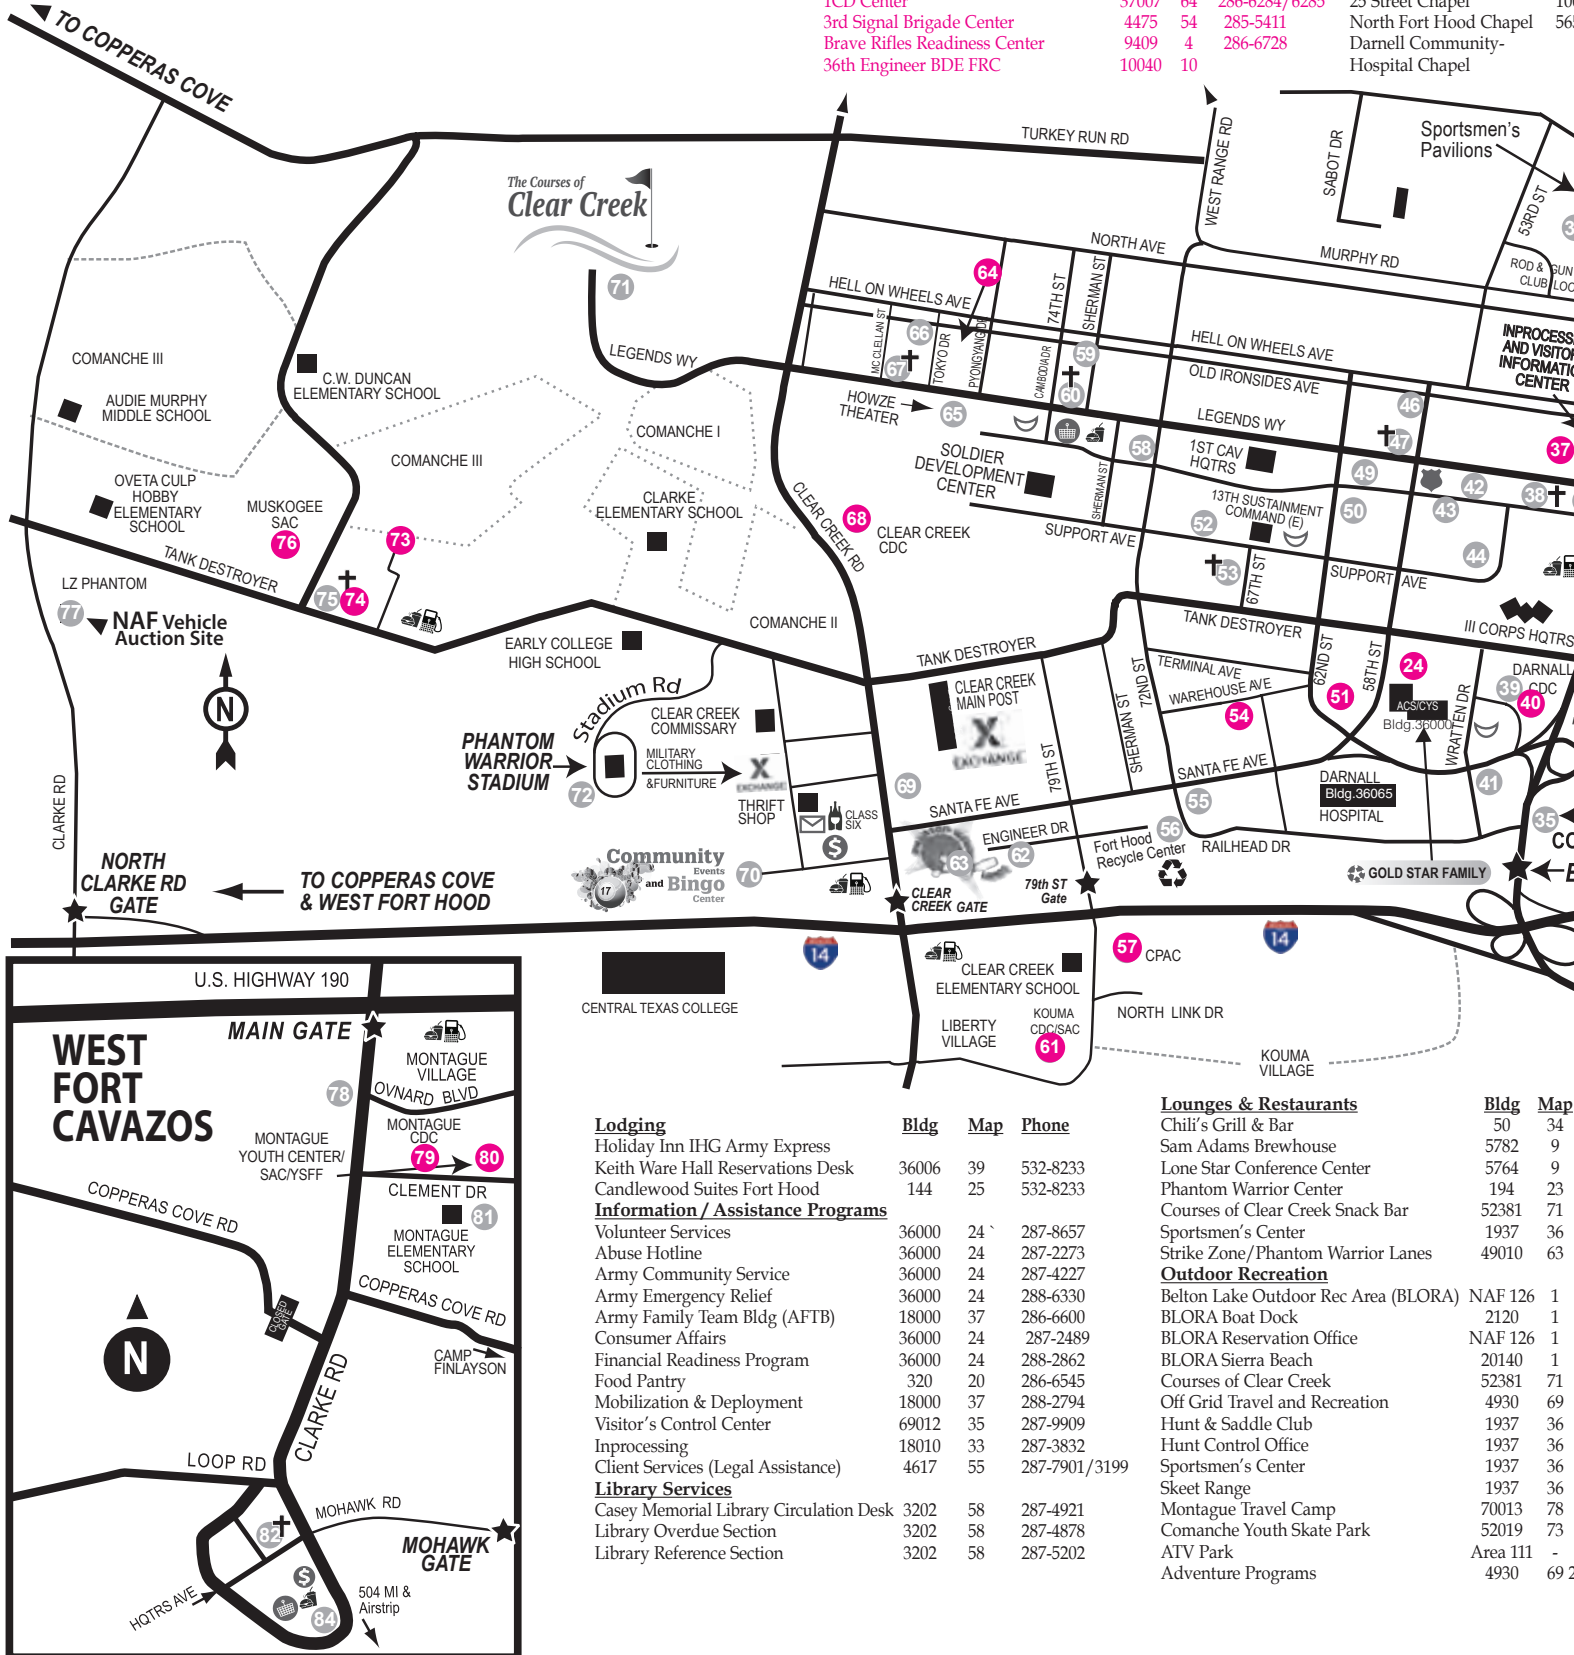 1CD Center 37007 64 286-6284/6285
3rd Signal Brigade Center 4475 54 285-5411
Brave Rifles Readiness Center 9409 4 286-6728
36th Engineer BDE FRC 10040 10
25 Street Chapel
North Fort Hood Chapel
Darnell Community-
Hospital Chapel
TO COPPERAS COVE
TURKEY RUN RD
WEST RANGE RD
SABOT DR
Sportsmen's
Pavilions
53RD ST
The Courses of
Clear Creek
NORTH AVE
MURPHY RD
ROD & GUN
CLUB
64
71
HELL ON WHEELS AVE
74TH ST
SHERMAN ST
MC CLELLAN ST
66
TOKYO DR
PYONGYANG DR
CAMBODIA DR
59
HELL ON WHEELS AVE
INFORMATION
CENTER
COMANCHE III
C.W. DUNCAN
ELEMENTARY SCHOOL
LEGENDS WY
67
60
OLD IRONSIDES AVE
AUDIE MURPHY
MIDDLE SCHOOL
HOWZE
THEATER
65
LEGENDS WY
46
47
COMANCHE I
COMANCHE III
SOLDIER
DEVELOPMENT
CENTER
58
1ST CAV
HQTRS
37
49
42
38
OVETA CULP
HOBBY
ELEMENTARY
SCHOOL
MUSKOGEE
SAC
76
73
CLARKE
ELEMENTARY SCHOOL
CLEAR CREEK RD
68
CLEAR CREEK
CDC
SHERMAN ST
13TH SUSTAINMENT
COMMAND (E)
52
50
43
SUPPORT AVE
44
TANK DESTROYER
53
67TH ST
SUPPORT AVE
LZ PHANTOM
77
NAF Vehicle
Auction Site
75
74
COMANCHE II
TANK DESTROYER
III CORPS HQTRS
EARLY COLLEGE
HIGH SCHOOL
TANK DESTROYER
TERMINAL AVE
WAREHOUSE AVE
62ND ST
58TH ST
24
39
DARNALL
CDC
40
51
N
Stadium Rd
CLEAR CREEK
COMMISSARY
CLEAR CREEK
MAIN POST
X
EXCHANGE
72ND ST
54
ACS/CYS
Bldg.36000
WRATTEN DR
PHANTOM
WARRIOR
STADIUM
72
MILITARY
CLOTHING
&FURNITURE
X
EXCHANGE
79TH ST
SHERMAN ST
SANTA FE AVE
DARNALL
Bldg.36065
HOSPITAL
41
CLARKE RD
THRIFT
SHOP
CLASS
SIX
$
69
SANTA FE AVE
55
35
ENGINEER DR
63
62
56
Fort Hood
Recycle Center
RAILHEAD DR
GOLD STAR FAMILY
NORTH
CLARKE RD
GATE
TO COPPERAS COVE
& WEST FORT HOOD
17
Community
Events
and Bingo
Center
70
CLEAR
CREEK GATE
79th ST
Gate
14
14
57 CPAC
CENTRAL TEXAS COLLEGE
CLEAR CREEK
ELEMENTARY SCHOOL
LIBERTY
VILLAGE
KOUMA
CDC/SAC
61
NORTH LINK DR
KOUMA
VILLAGE
U.S. HIGHWAY 190
WEST
FORT
CAVAZOS
MAIN GATE
MONTAGUE
VILLAGE
78
OVNARD BLVD
MONTAGUE
CDC
79
80
MONTAGUE
YOUTH CENTER/
SAC/YSFF
CLEMENT DR
81
COPPERAS COVE RD
MONTAGUE
ELEMENTARY
SCHOOL
COPPERAS COVE RD
CLOSED
GATE
N
CAMP
FINLAYSON
CLARKE RD
LOOP RD
MOHAWK RD
82
MOHAWK
GATE
HQTRS AVE
$
84
504 MI &
Airstrip
Lodging Bldg Map Phone
Holiday Inn IHG Army Express
Keith Ware Hall Reservations Desk 36006 39 532-8233
Candlewood Suites Fort Hood 144 25 532-8233
Information / Assistance Programs
Volunteer Services 36000 24 ` 287-8657
Abuse Hotline 36000 24 287-2273
Army Community Service 36000 24 287-4227
Army Emergency Relief 36000 24 288-6330
Army Family Team Bldg (AFTB) 18000 37 286-6600
Consumer Affairs 36000 24 287-2489
Financial Readiness Program 36000 24 288-2862
Food Pantry 320 20 286-6545
Mobilization & Deployment 18000 37 288-2794
Visitor's Control Center 69012 35 287-9909
Inprocessing 18010 33 287-3832
Client Services (Legal Assistance) 4617 55 287-7901/3199
Library Services
Casey Memorial Library Circulation Desk 3202 58 287-4921
Library Overdue Section 3202 58 287-4878
Library Reference Section 3202 58 287-5202
Lounges & Restaurants Bldg Map
Chili's Grill & Bar 50 34
Sam Adams Brewhouse 5782 9
Lone Star Conference Center 5764 9
Phantom Warrior Center 194 23
Courses of Clear Creek Snack Bar 52381 71
Sportsmen's Center 1937 36
Strike Zone/Phantom Warrior Lanes 49010 63
Outdoor Recreation
Belton Lake Outdoor Rec Area (BLORA) NAF 126 1
BLORA Boat Dock 2120 1
BLORA Reservation Office NAF 126 1
BLORA Sierra Beach 20140 1
Courses of Clear Creek 52381 71
Off Grid Travel and Recreation 4930 69
Hunt & Saddle Club 1937 36
Hunt Control Office 1937 36
Sportsmen's Center 1937 36
Skeet Range 1937 36
Montague Travel Camp 70013 78
Comanche Youth Skate Park 52019 73
ATV Park Area 111 -
Adventure Programs 4930 69 2